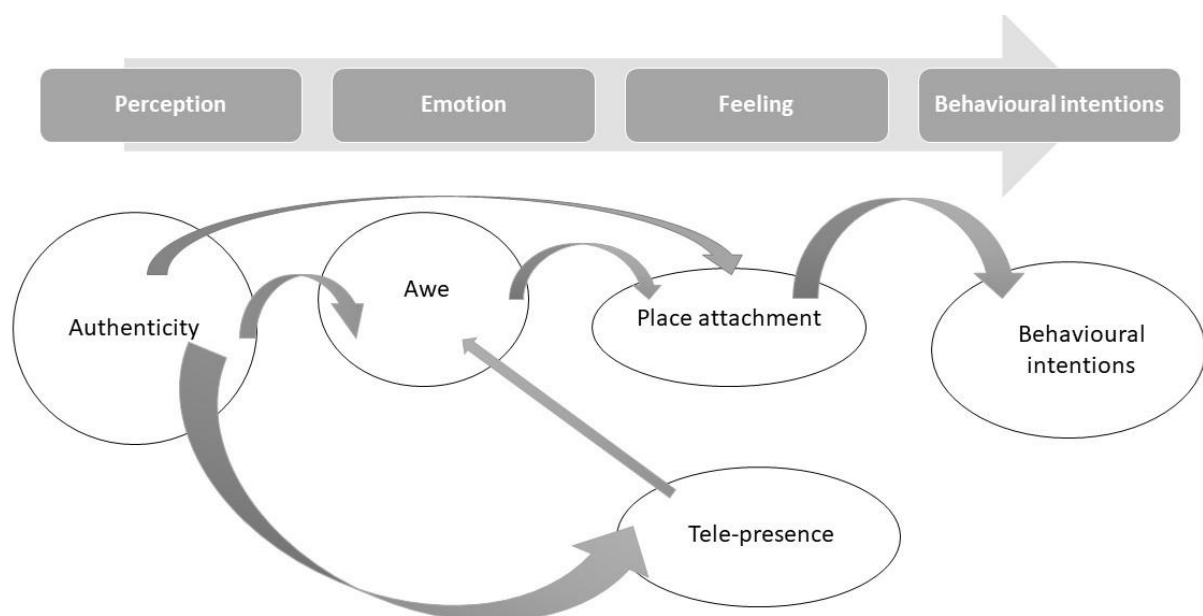 Perception
Emotion
Feeling
Behavioural intentions
Authenticity
Awe
Place attachment
Behavioural
intentions
Tele-presence